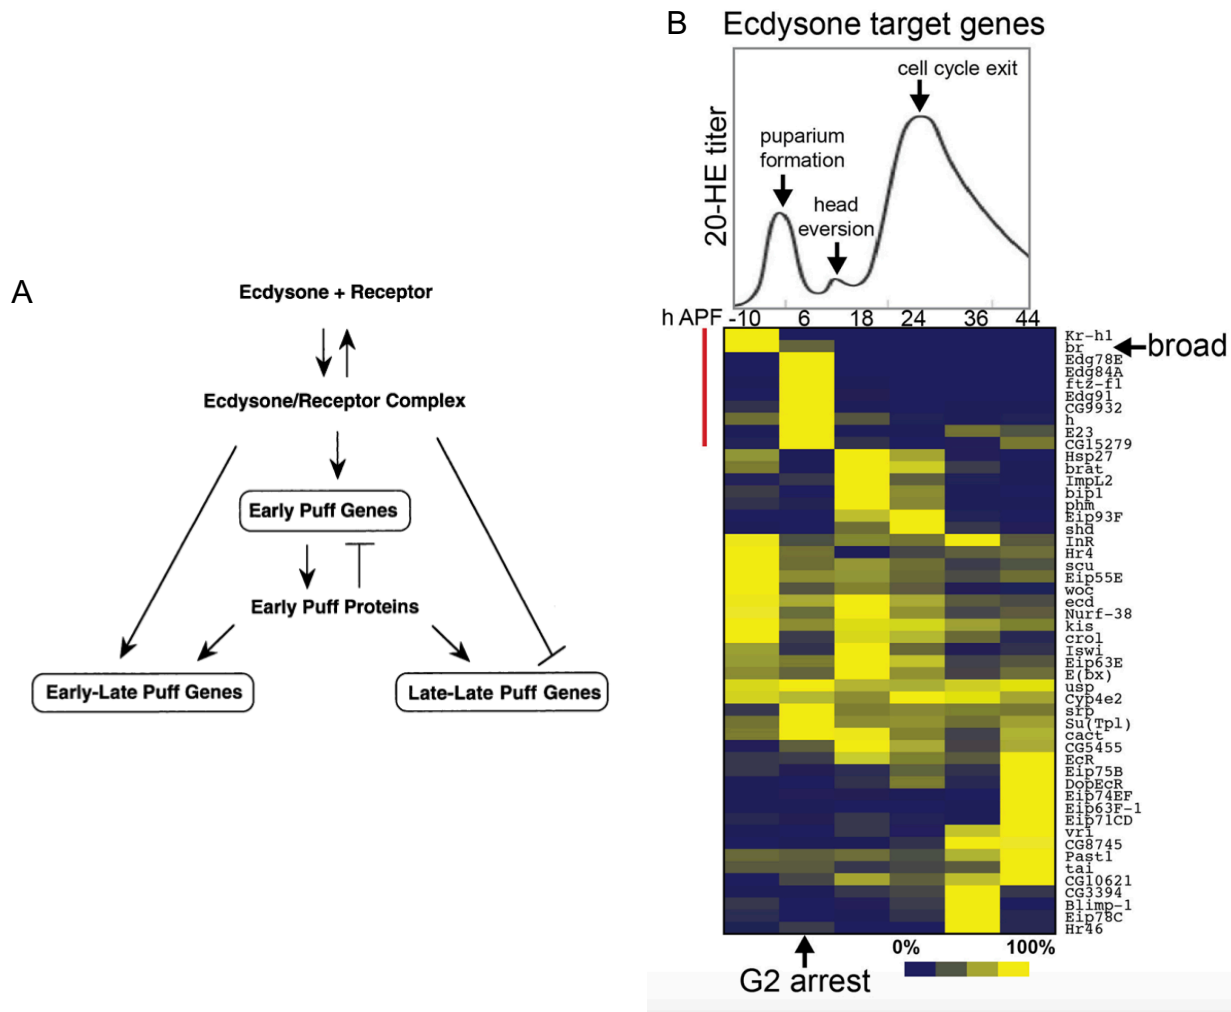 A
Ecdysone + Receptor
Ecdysone/Receptor Complex
Early Puff Genes
Early Puff Proteins
Early-Late Puff Genes
Late-Late Puff Genes
B
Ecdysone target genes
20-HE titer
cell cycle exit
puparium
formation
head
eversion
h APF -10 6 18 24 36 44
Kr-h1
br
broad
Edg78E
Edg84A
ftz-f1
Edg91
CG9932
h
E23
CG15279
Hsp27
brat
ImpL2
bip1
phm
Eip93F
shd
InR
Hr4
scu
Eip55E
woc
ecd
Nurf-38
kis
crol
Iswi
Eip63E
E(bx)
usp
Cyp4e2
srp
Su(Tpl)
cact
CG5455
EcR
Eip75B
DopEcR
Eip74EF
Eip63F-1
Eip71CD
vri
CG8745
Past1
tai
CG10621
CG3394
Blimp-1
Eip78C
Hr46
0% 100%
G2 arrest